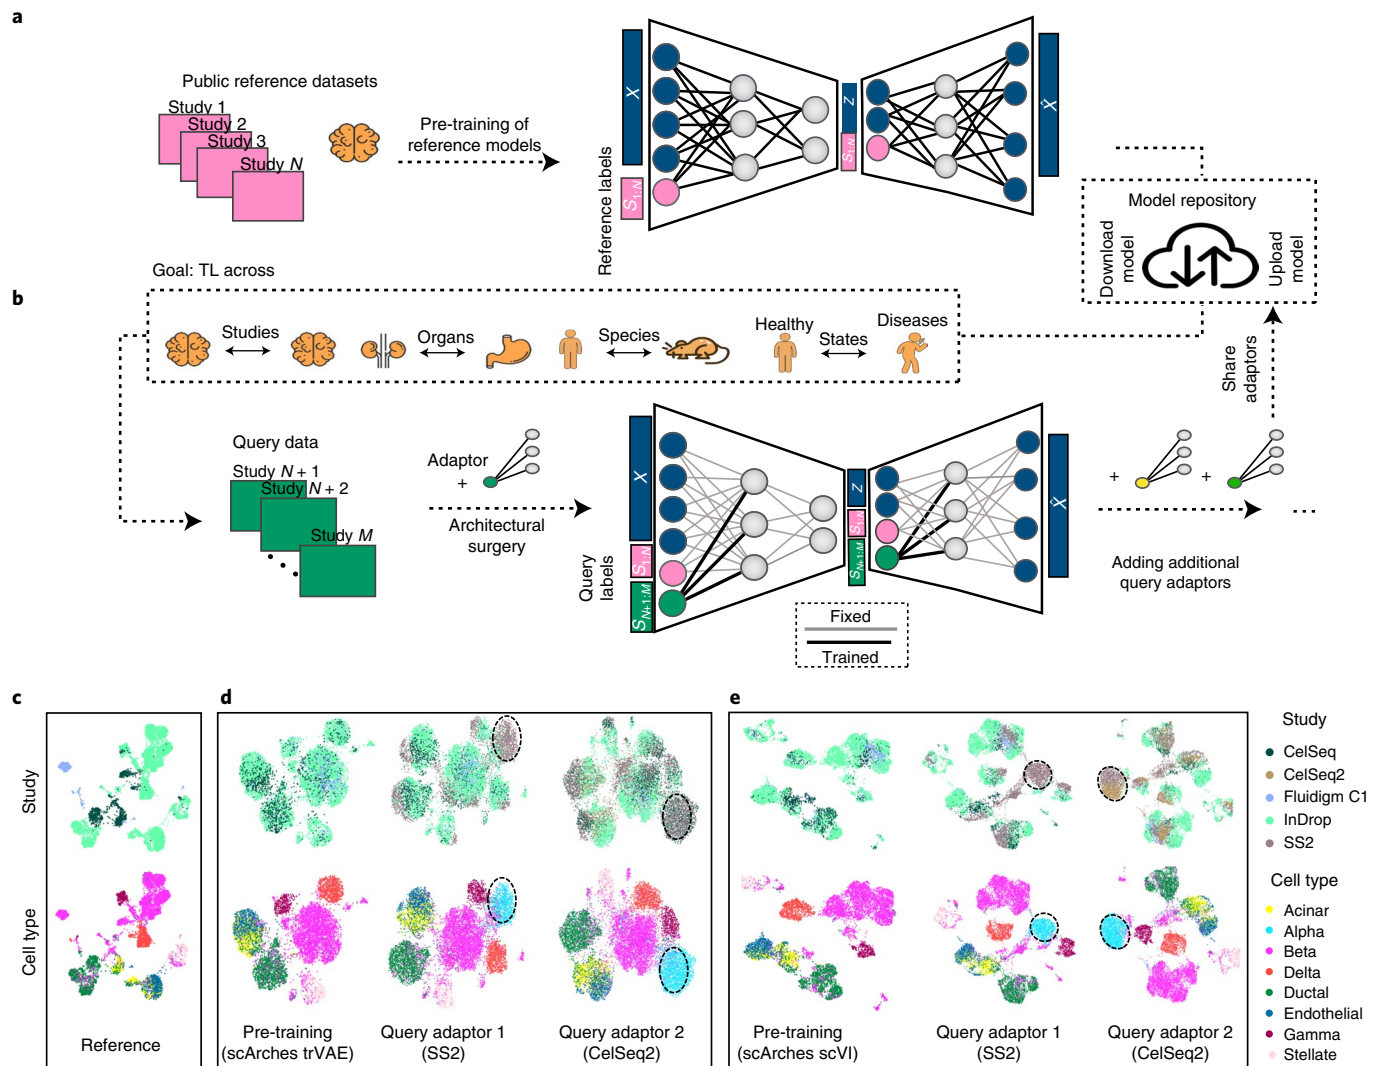 a
Public reference datasets
Study 1
Study 2
Study 3
Study N
Pre-training of
reference models
X
S1:N
Reference labels
Z
S1:N
X̂
Model repository
Download
model
Upload
model
Goal: TL across
b
Studies
Organs
Species
Healthy
States
Diseases
Share
adaptors
Query data
Study N + 1
Study N + 2
Study M
Adaptor
+
Architectural
surgery
X
S1:N
SN+1:M
Query
labels
Z
S1:N
SN+1:M
X̂
+
+
Adding additional
query adaptors
Fixed
Trained
c
d
e
Study
Cell type
Reference
Pre-training
(scArches trVAE)
Query adaptor 1
(SS2)
Query adaptor 2
(CelSeq2)
Pre-training
(scArches scVI)
Query adaptor 1
(SS2)
Query adaptor 2
(CelSeq2)
Study
CelSeq
CelSeq2
Fluidigm C1
InDrop
SS2
Cell type
Acinar
Alpha
Beta
Delta
Ductal
Endothelial
Gamma
Stellate